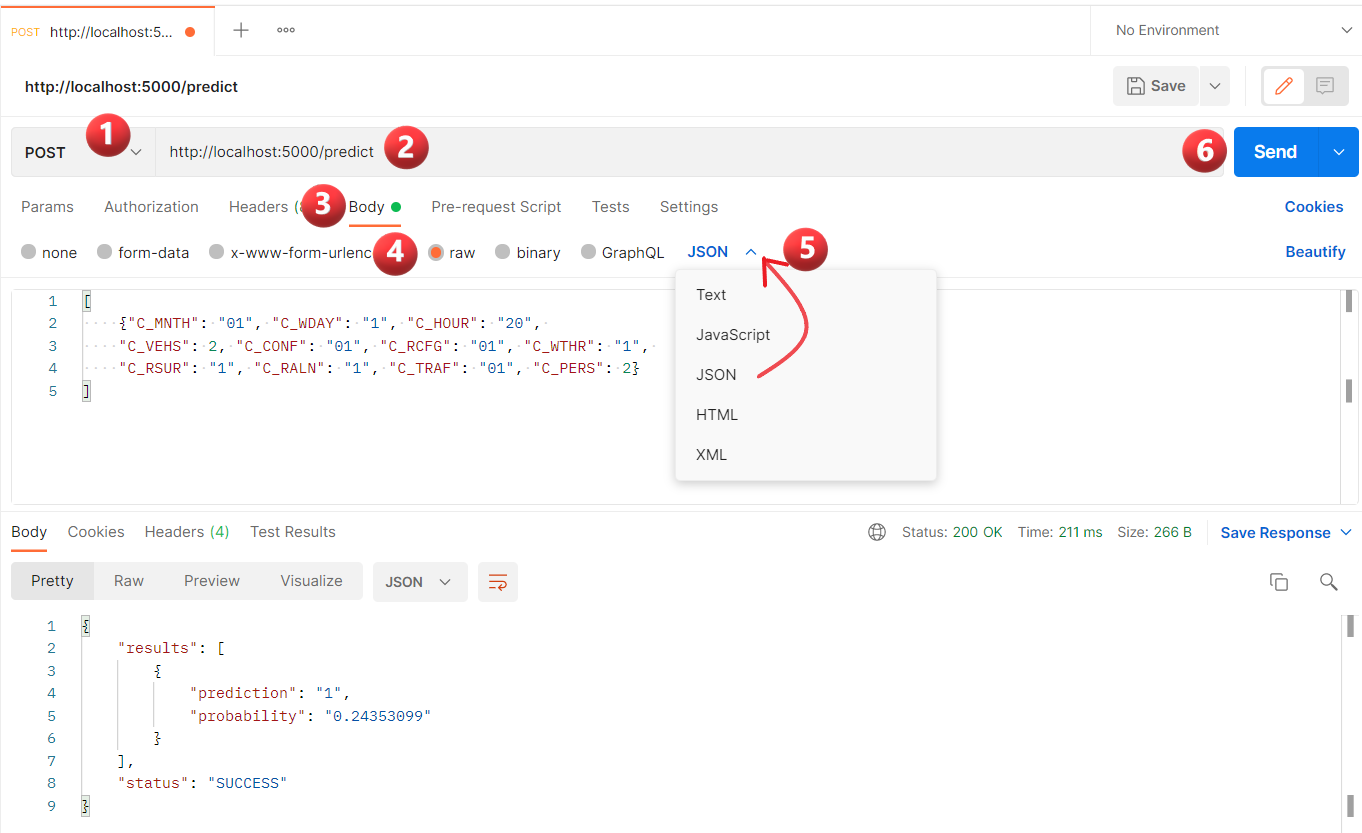 POST http://localhost:5... No Environment
http://localhost:5000/predict Save
POST 1 http://localhost:5000/predict 2 6 Send
Params Authorization Headers ( 3 Body Pre-request Script Tests Settings Cookies
none form-data x-www-form-urlenc 4 raw binary GraphQL JSON 5 Beautify
Text
JavaScript
JSON
HTML
XML
1 [
2 {"C_MNTH": "01", "C_WDAY": "1", "C_HOUR": "20",
3 "C_VEHS": 2, "C_CONF": "01", "C_RCFG": "01", "C_WTHR": "1",
4 "C_RSUR": "1", "C_RALN": "1", "C_TRAF": "01", "C_PERS": 2}
5 ]
Body Cookies Headers (4) Test Results Status: 200 OK Time: 211 ms Size: 266 B Save Response
Pretty Raw Preview Visualize JSON
1 {
2 "results": [
3 {
4 "prediction": "1",
5 "probability": "0.24353099"
6 }
7 ],
8 "status": "SUCCESS"
9 }